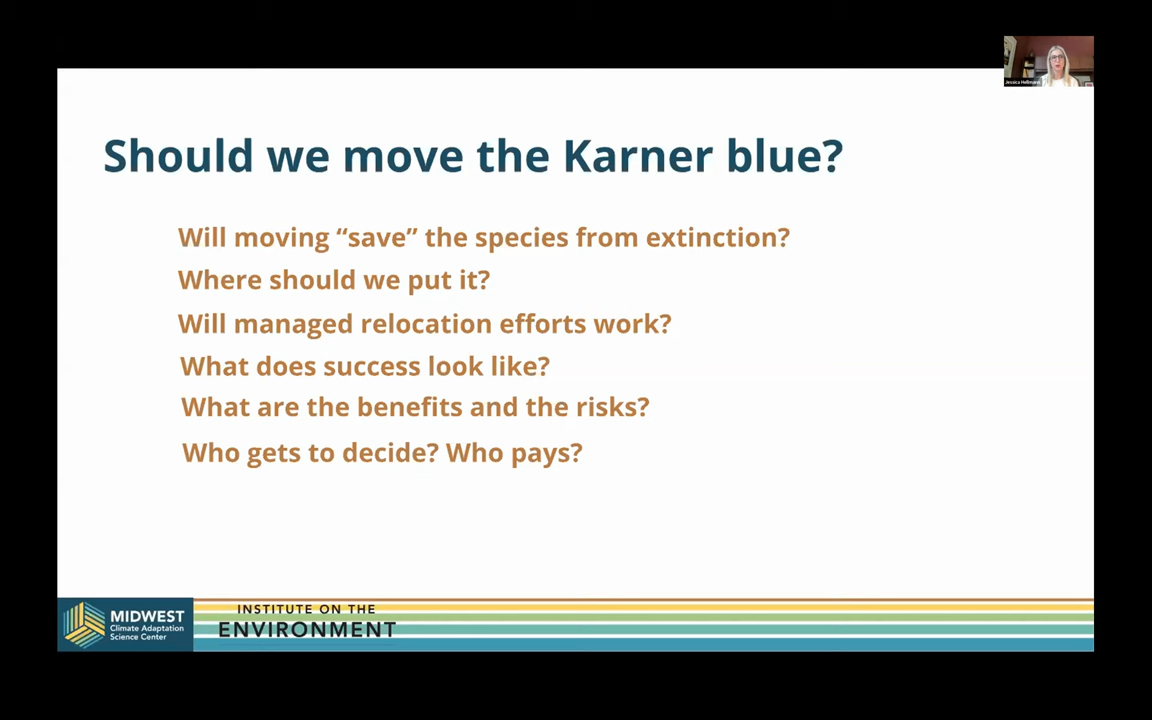 Jessica Hellmann
Should we move the Karner blue?
Will moving “save” the species from extinction?
Where should we put it?
Will managed relocation efforts work?
What does success look like?
What are the benefits and the risks?
Who gets to decide? Who pays?
MIDWEST
Climate Adaptation
Science Center
INSTITUTE ON THE
ENVIRONMENT